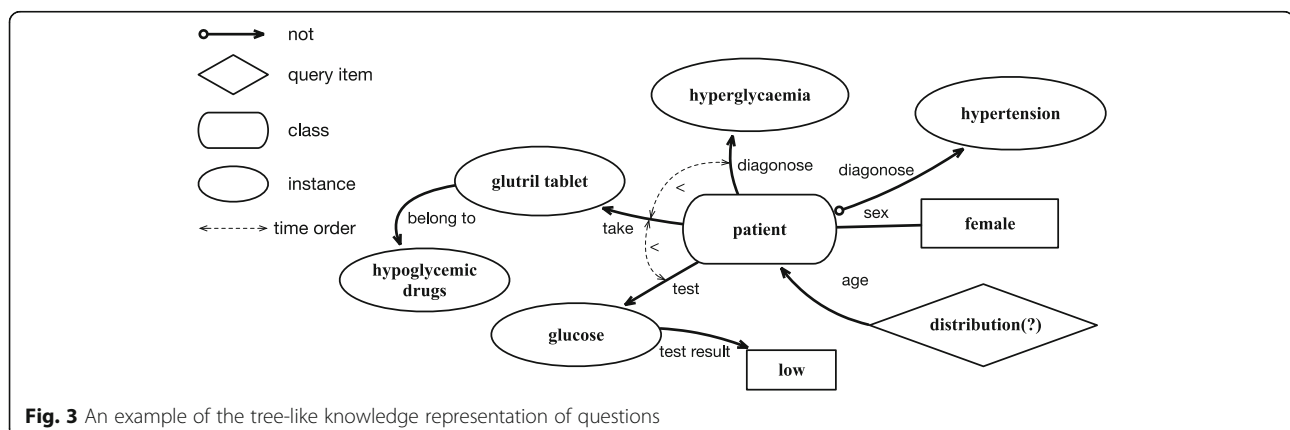 not
query item
class
instance
time order
hyperglycaemia
hypertension
diagonose
diagonose
glutril tablet
<
take
belong to
<
patient
sex
female
hypoglycemic
drugs
test
age
glucose
test result
low
distribution(?)
Fig. 3 An example of the tree-like knowledge representation of questions